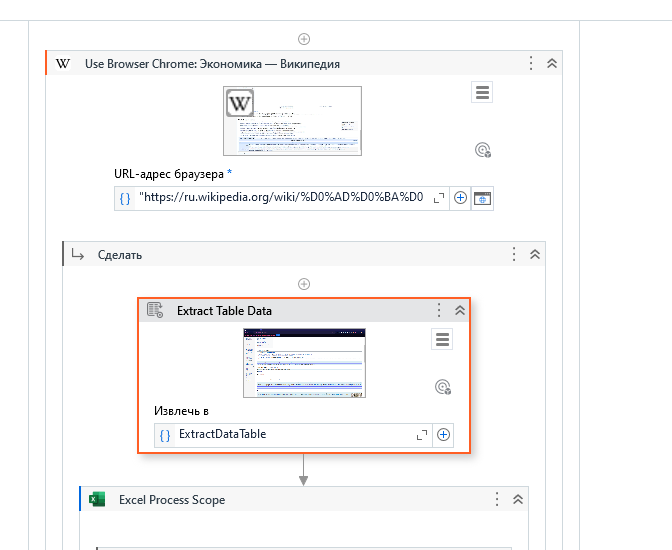 W Use Browser Chrome: Экономика — Википедия
W
URL-адрес браузера *
{} "https://ru.wikipedia.org/wiki/%D0%AD%D0%BA%D0
Сделать
Extract Table Data
Извлечь в
{} ExtractDataTable
Excel Process Scope